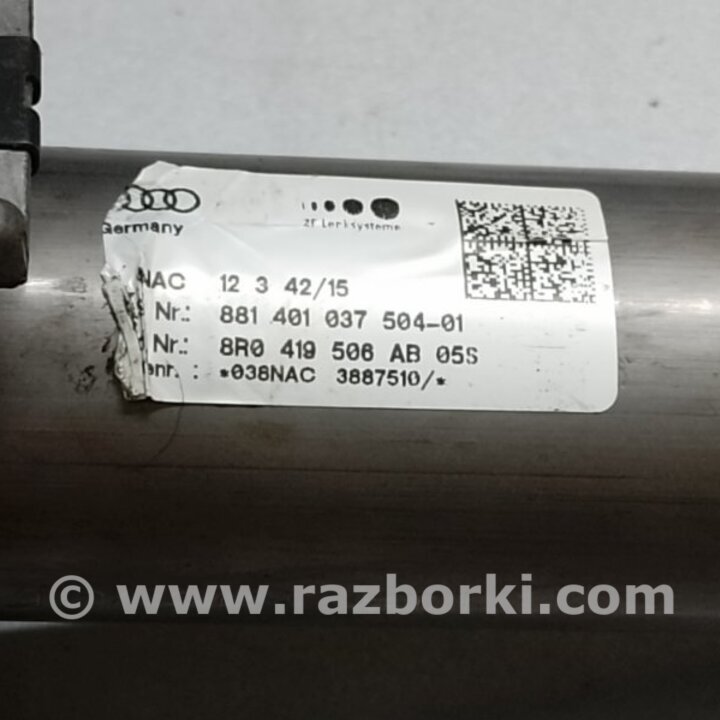 Germany
ZF Lenksysteme
NAC 12 3 42/15
Nr.: 881 401 037 504-01
Nr.: 8R0 419 506 AB 05S
enr. : *038NAC 3887510/*
© www.razborki.com